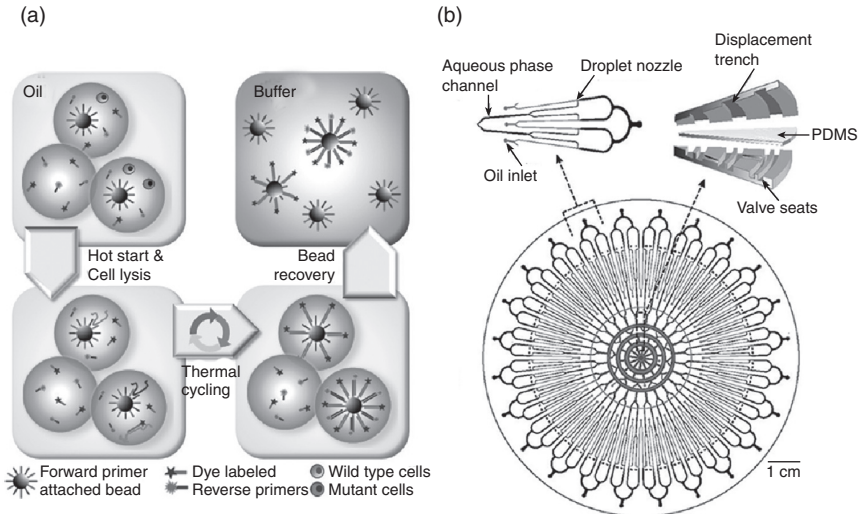 (a)
Oil
Buffer
Hot start &
Cell lysis
Bead
recovery
Thermal
cycling
Forward primer
attached bead
Dye labeled
Reverse primers
Wild type cells
Mutant cells
(b)
Aqueous phase
channel
Droplet nozzle
Oil inlet
Displacement
trench
PDMS
Valve seats
1 cm